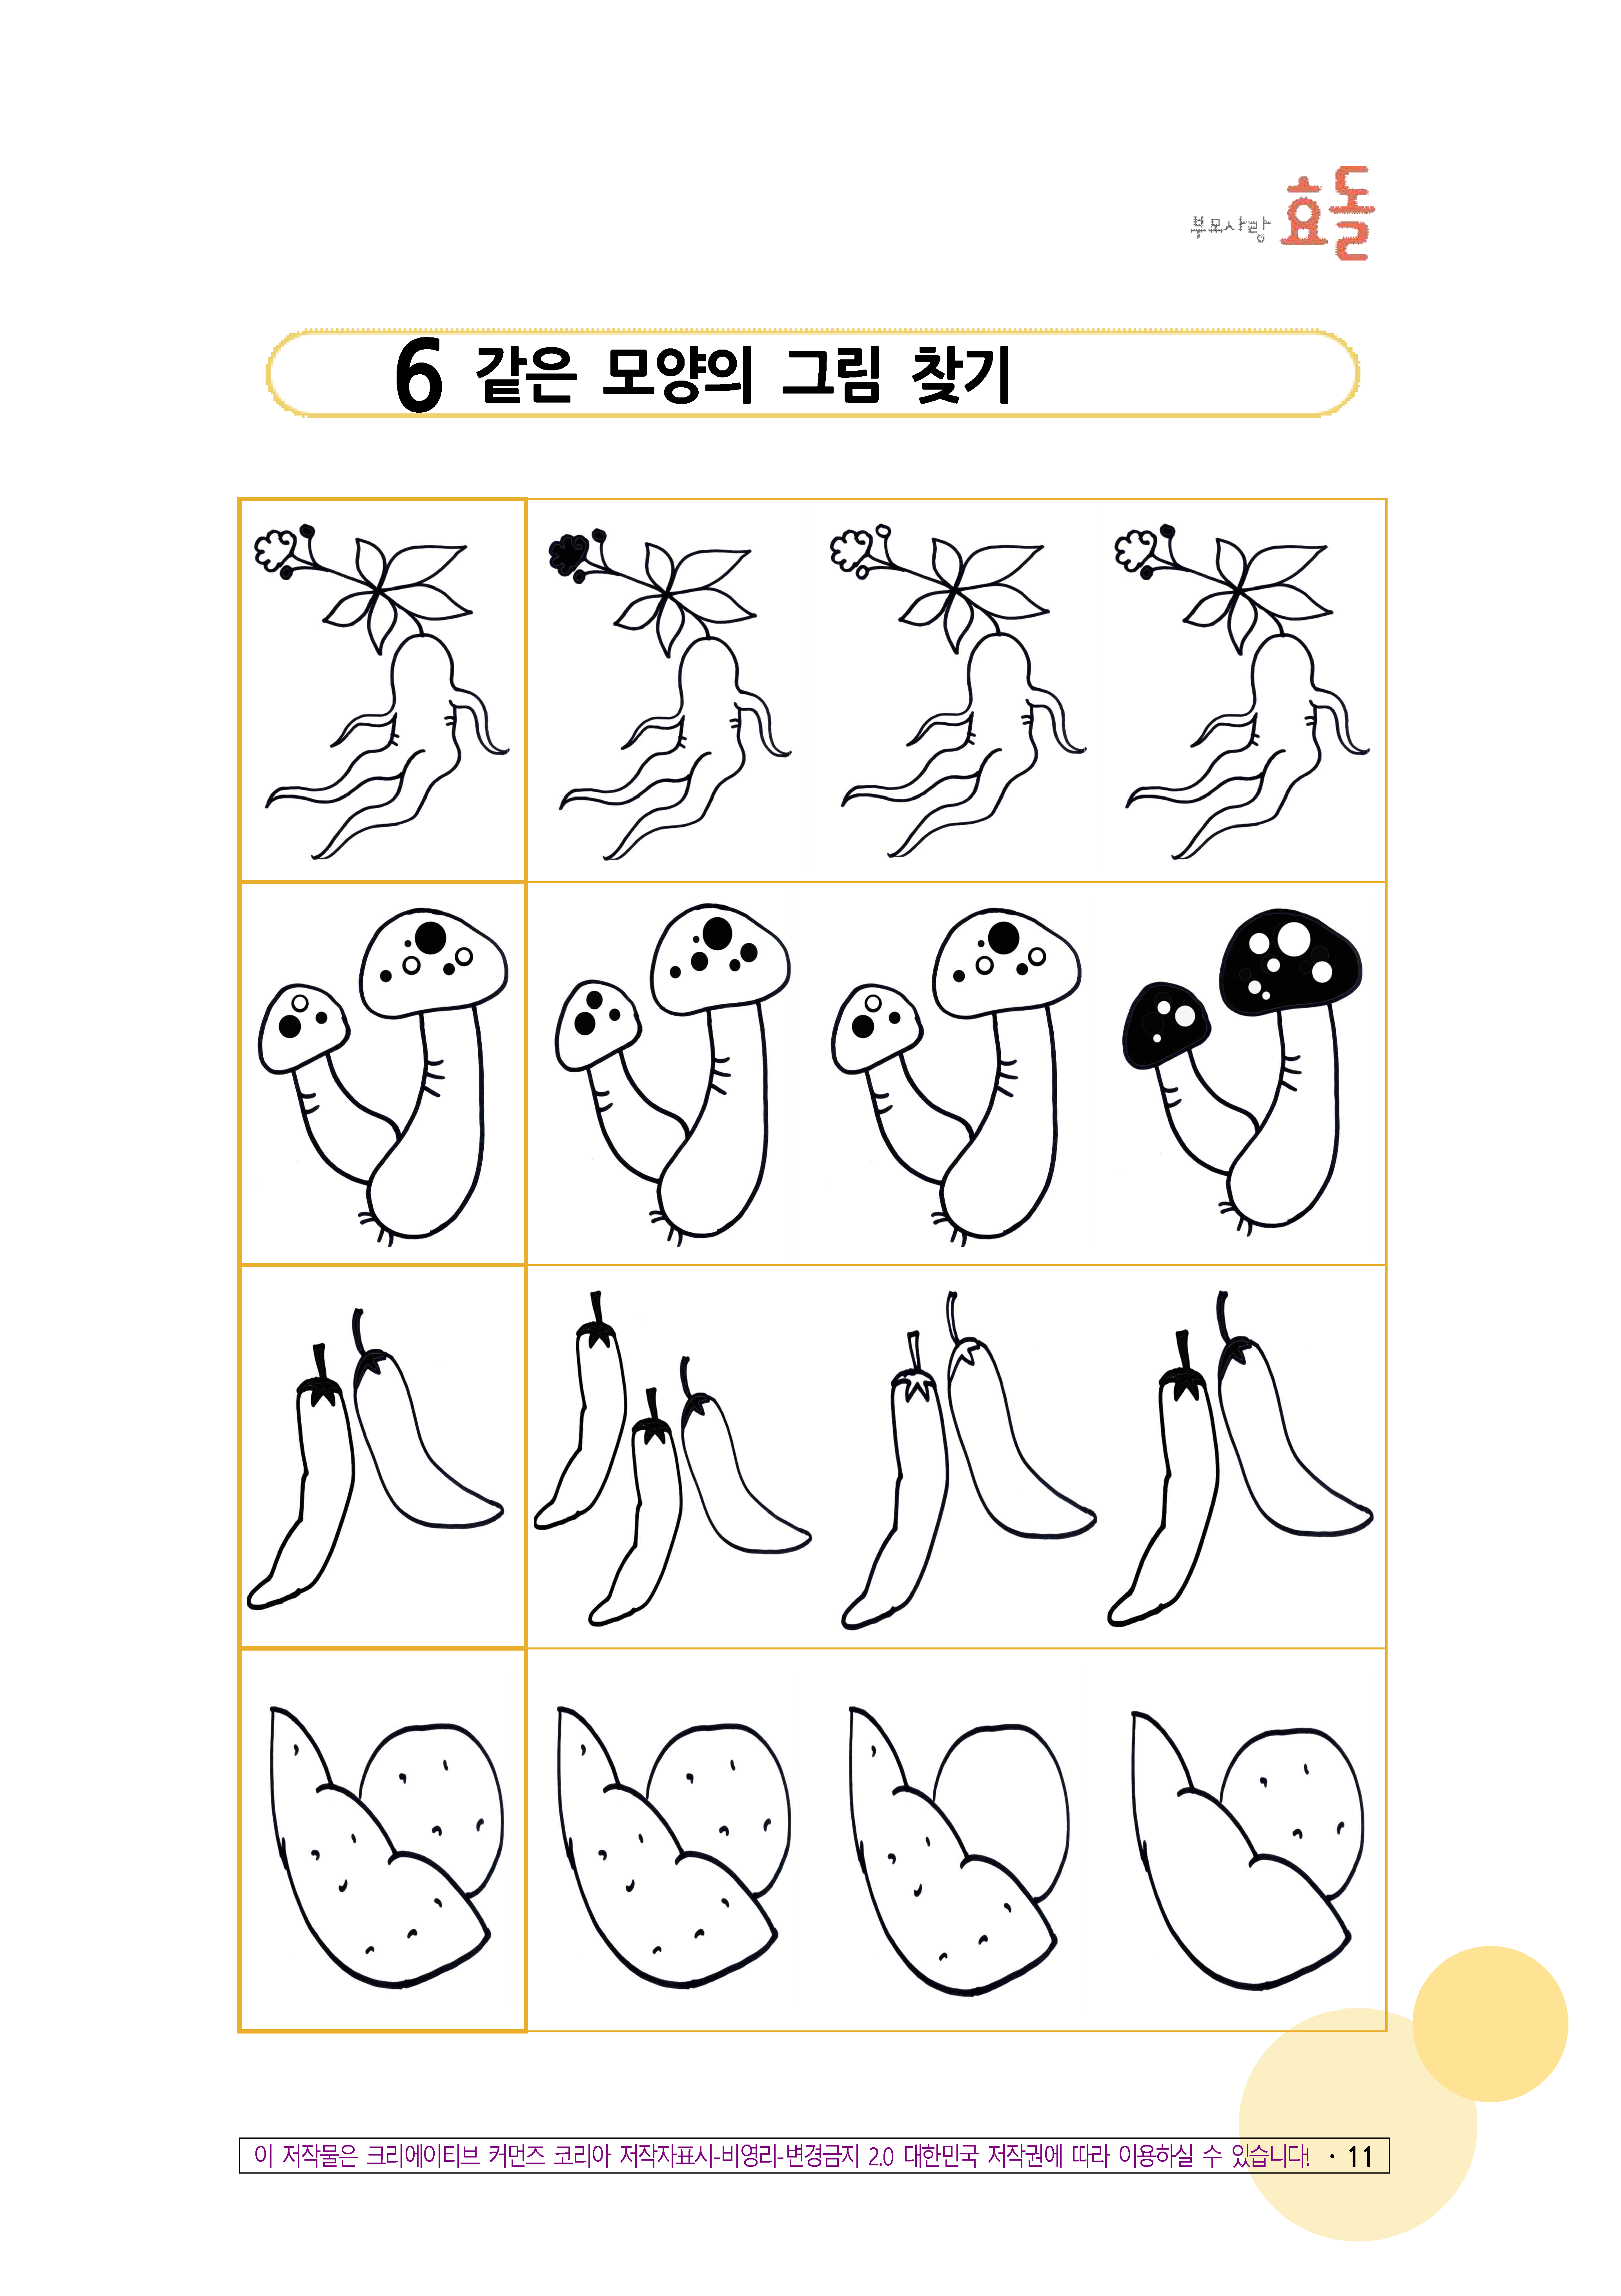 부모사랑 효돌
6 같은 모양의 그림 찾기
이 저작물은 크리에이티브 커먼즈 코리아 저작자표시-비영리-변경금지 2.0 대한민국 저작권에 따라 이용하실 수 있습니다! · 11